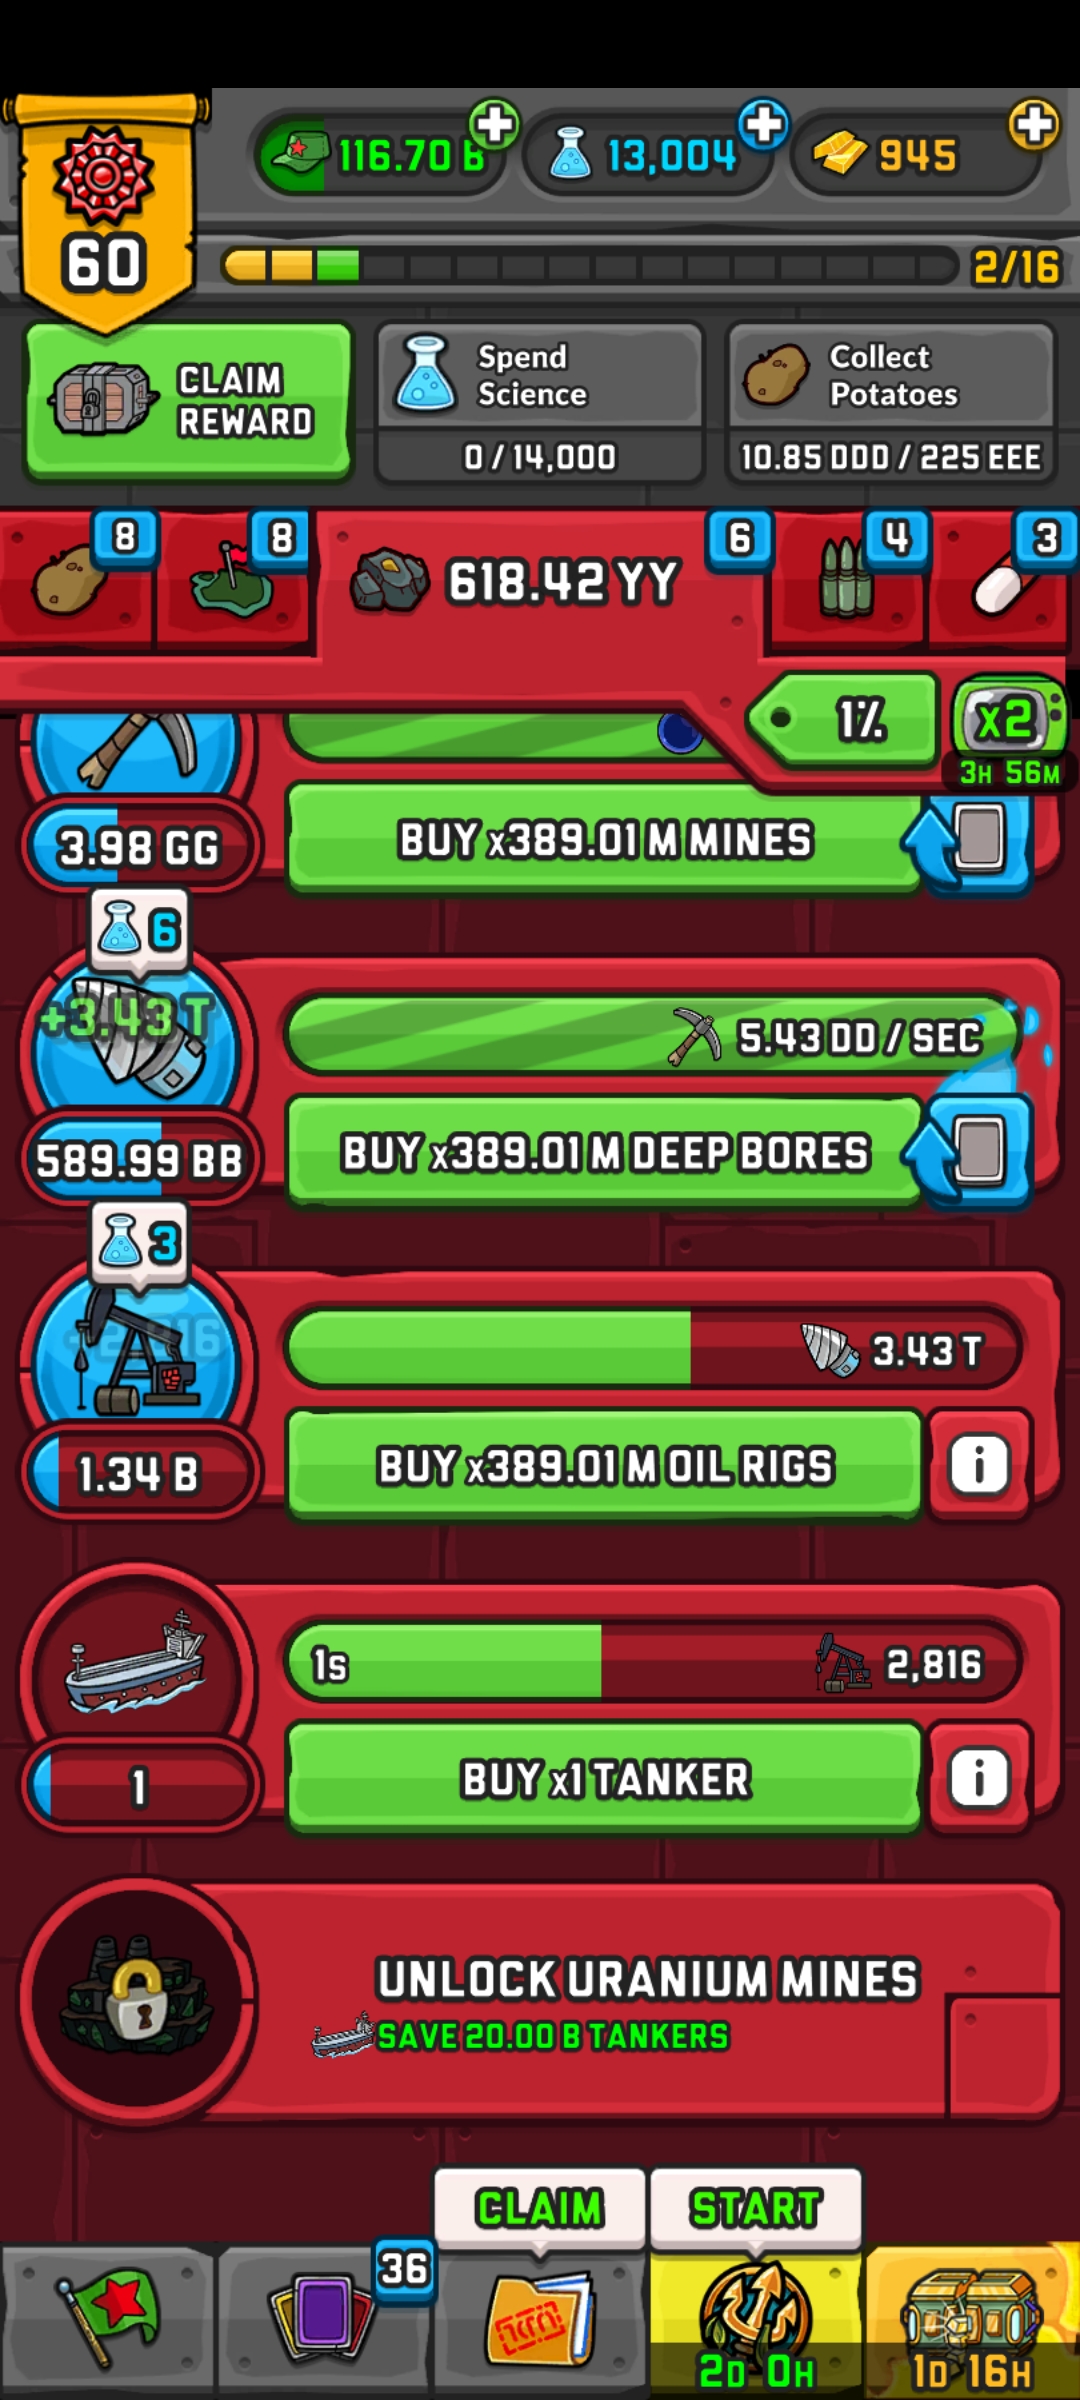 116.70 B
13,004
945
60
2/16
CLAIM
REWARD
Spend
Science
0 / 14,000
Collect
Potatoes
10.85 DDD / 225 EEE
8
8
618.42 YY
6
4
3
1%
x2
3H 56M
3.98 GG
BUY x389.01 M MINES
6
+3.43 T
5.43 DD / SEC
589.99 BB
BUY x389.01 M DEEP BORES
3
+2,816
3.43 T
1.34 B
BUY x389.01 M OIL RIGS
i
1s
2,816
1
BUY x1 TANKER
i
UNLOCK URANIUM MINES
SAVE 20.00 B TANKERS
CLAIM
START
36
2D 0H
1D 16H